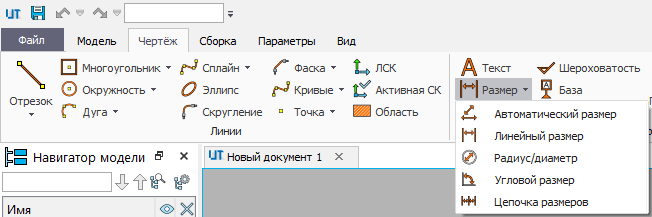 UT
Файл Модель Чертёж Сборка Параметры Вид
Многоугольник Сплайн Фаска ЛСК Текст Шероховатость
Окружность Эллипс Кривые Активная СК Размер База
Отрезок Дуга Скругление Точка Область
Линии
Автоматический размер
Линейный размер
Радиус/диаметр
Угловой размер
Цепочка размеров
Навигатор модели
UT Новый документ 1
Имя